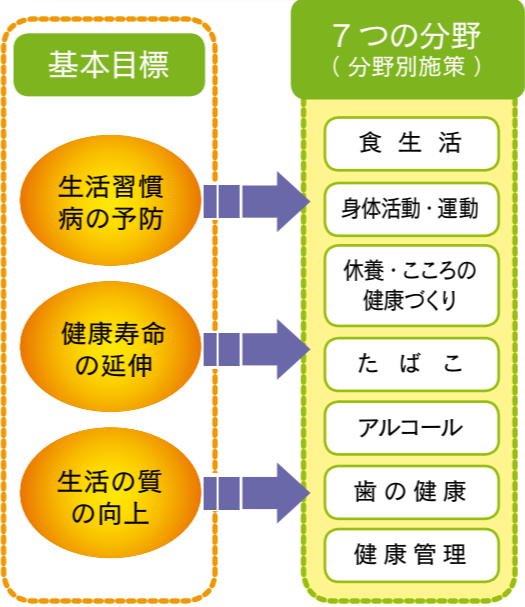 基本目標
生活習慣
病の予防
健康寿命
の延伸
生活の質
の向上
7つの分野
（分野別施策）
食生活
身体活動・運動
休養・こころの
健康づくり
たばこ
アルコール
歯の健康
健康管理